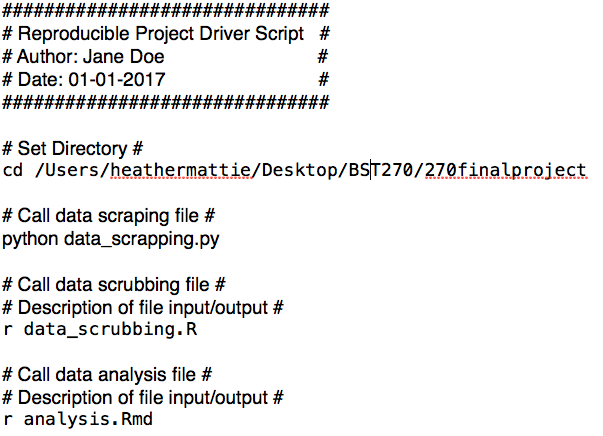 ###############################
# Reproducible Project Driver Script #
# Author: Jane Doe #
# Date: 01-01-2017 #
###############################
# Set Directory #
cd /Users/heathermattie/Desktop/BST270/270finalproject
# Call data scraping file #
python data_scrapping.py
# Call data scrubbing file #
# Description of file input/output #
r data_scrubbing.R
# Call data analysis file #
# Description of file input/output #
r analysis.Rmd